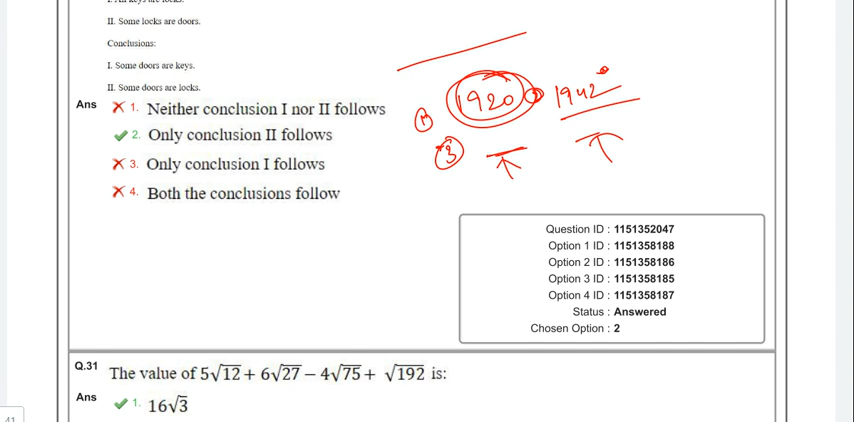 II. Some locks are doors.
Conclusions:
I. Some doors are keys.
II. Some doors are locks.
Ans
1. Neither conclusion I nor II follows
2. Only conclusion II follows
3. Only conclusion I follows
4. Both the conclusions follow
1920
1942
3
Question ID : 1151352047
Option 1 ID : 1151358188
Option 2 ID : 1151358186
Option 3 ID : 1151358185
Option 4 ID : 1151358187
Status : Answered
Chosen Option : 2
Q.31 The value of 5√12 + 6√27 − 4√75 + √192 is:
Ans 1. 16√3